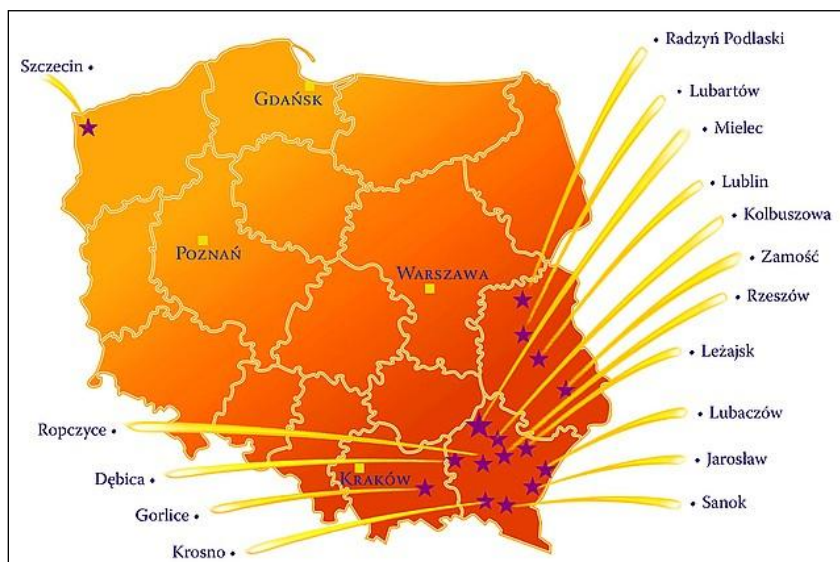 Szczecin
Gdańsk
Poznań
Warszawa
Kraków
Radzyń Podlaski
Lubartów
Mielec
Lublin
Kolbuszowa
Zamość
Rzeszów
Leżajsk
Lubaczów
Jarosław
Sanok
Ropczyce
Dębica
Gorlice
Krosno